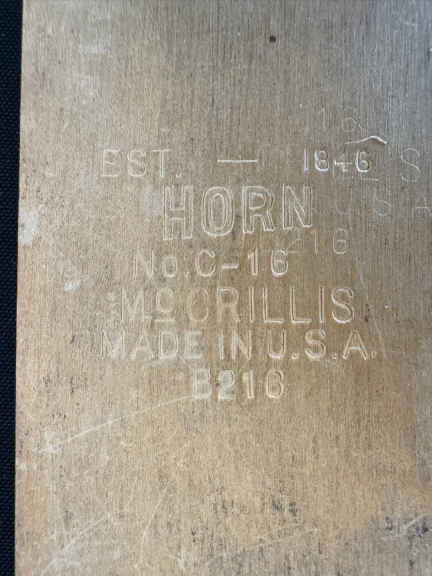 EST. — 1846
HORN
No. C-16
McCRILLIS
MADE IN U.S.A.
B216